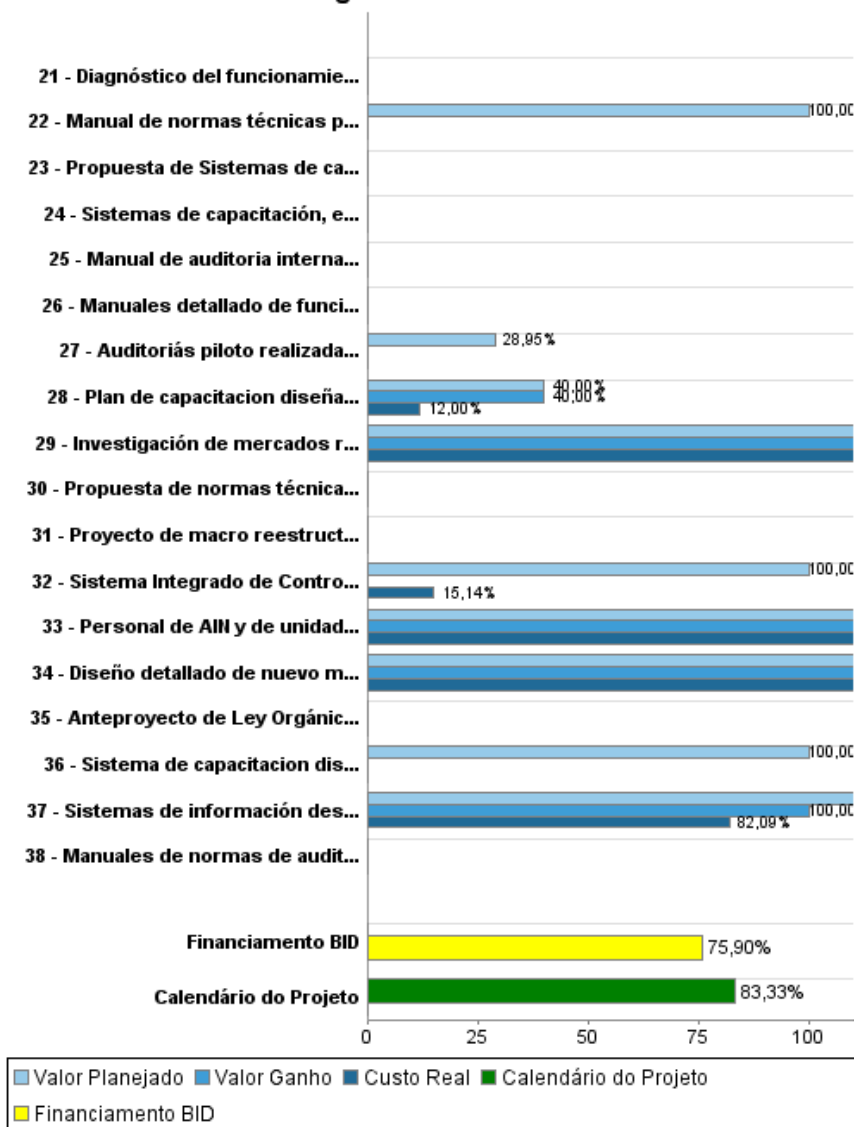 21 - Diagnóstico del funcionamie...
22 - Manual de normas técnicas p...
100,00
23 - Propuesta de Sistemas de ca...
24 - Sistemas de capacitación, e...
25 - Manual de auditoria interna...
26 - Manuales detallado de funci...
27 - Auditoriás piloto realizada...
28,95%
28 - Plan de capacitacion diseña...
40,00%
40,00%
12,00%
29 - Investigación de mercados r...
30 - Propuesta de normas técnica...
31 - Proyecto de macro reestruct...
32 - Sistema Integrado de Contro...
100,00
15,14%
33 - Personal de AIN y de unidad...
34 - Diseño detallado de nuevo m...
35 - Anteproyecto de Ley Orgánic...
36 - Sistema de capacitacion dis...
100,00
37 - Sistemas de información des...
100,00
82,09%
38 - Manuales de normas de audit...
Financiamento BID
75,90%
Calendário do Projeto
83,33%
0 25 50 75 100
Valor Planejado Valor Ganho Custo Real Calendário do Projeto
Financiamento BID